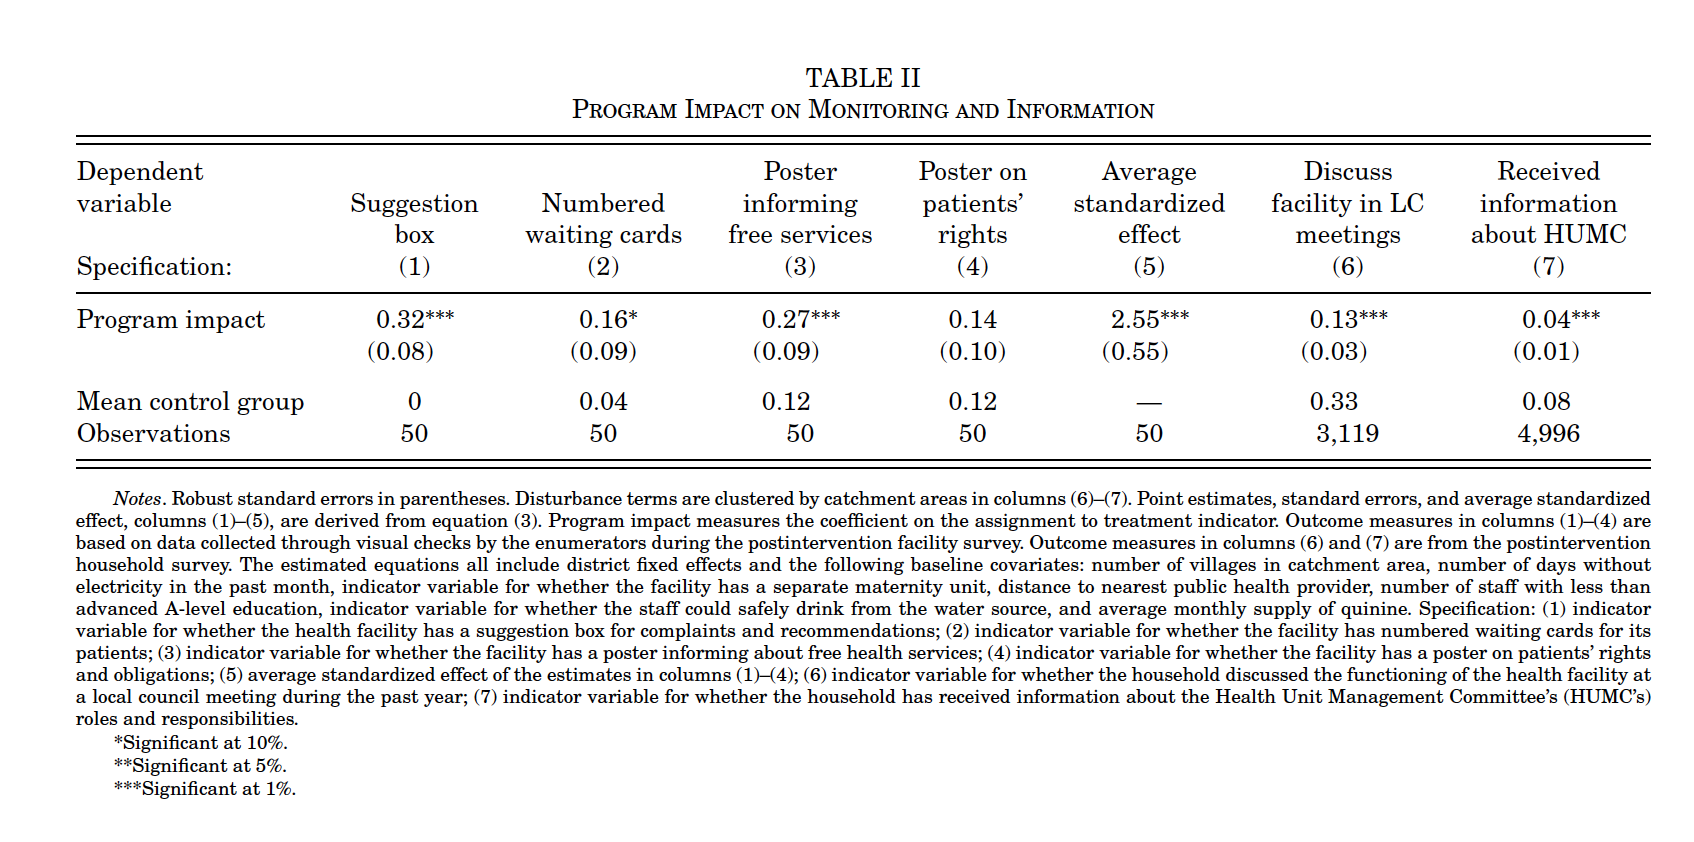 TABLE II
PROGRAM IMPACT ON MONITORING AND INFORMATION
Dependent Poster Poster on Average Discuss Received
variable Suggestion Numbered informing patients’ standardized facility in LC information
box waiting cards free services rights effect meetings about HUMC
Specification: (1) (2) (3) (4) (5) (6) (7)
Program impact 0.32*** 0.16* 0.27*** 0.14 2.55*** 0.13*** 0.04***
(0.08) (0.09) (0.09) (0.10) (0.55) (0.03) (0.01)
Mean control group 0 0.04 0.12 0.12 — 0.33 0.08
Observations 50 50 50 50 50 3,119 4,996
Notes. Robust standard errors in parentheses. Disturbance terms are clustered by catchment areas in columns (6)–(7). Point estimates, standard errors, and average standardized
effect, columns (1)–(5), are derived from equation (3). Program impact measures the coefficient on the assignment to treatment indicator. Outcome measures in columns (1)–(4) are
based on data collected through visual checks by the enumerators during the postintervention facility survey. Outcome measures in columns (6) and (7) are from the postintervention
household survey. The estimated equations all include district fixed effects and the following baseline covariates: number of villages in catchment area, number of days without
electricity in the past month, indicator variable for whether the facility has a separate maternity unit, distance to nearest public health provider, number of staff with less than
advanced A-level education, indicator variable for whether the staff could safely drink from the water source, and average monthly supply of quinine. Specification: (1) indicator
variable for whether the health facility has a suggestion box for complaints and recommendations; (2) indicator variable for whether the facility has numbered waiting cards for its
patients; (3) indicator variable for whether the facility has a poster informing about free health services; (4) indicator variable for whether the facility has a poster on patients’ rights
and obligations; (5) average standardized effect of the estimates in columns (1)–(4); (6) indicator variable for whether the household discussed the functioning of the health facility at
a local council meeting during the past year; (7) indicator variable for whether the household has received information about the Health Unit Management Committee’s (HUMC’s)
roles and responsibilities.
*Significant at 10%.
**Significant at 5%.
***Significant at 1%.